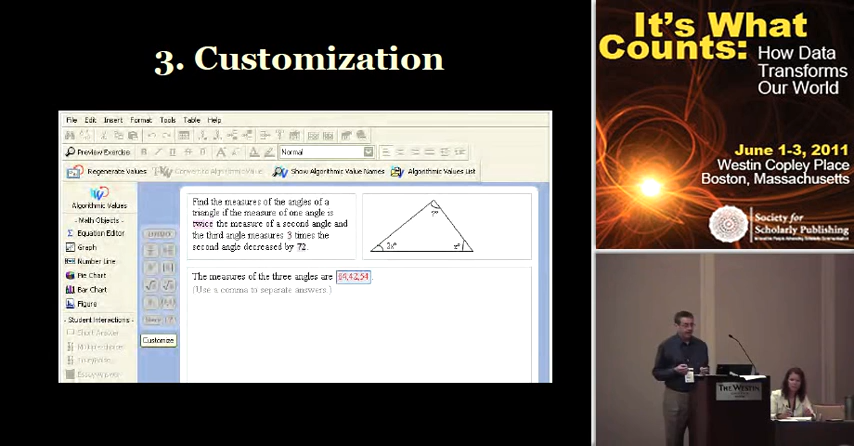 3. Customization
File Edit Insert Format Tools Table Help
Preview Exercise
Normal
Regenerate Values
Show Algorithmic Value Names
Algorithmic Values List
Algorithmic Values
- Math Objects -
Equation Editor
Graph
Number Line
Pie Chart
Bar Chart
Figure
- Student Interaction -
Short Answer
Customize
Find the measures of the angles of a
triangle if the measure of one angle is
twice the measure of a second angle and
the third angle measures 3 times the
second angle decreased by 72.
The measures of the three angles are
(Use a comma to separate answers.)
It's What
Counts:
How Data
Transforms
Our World
June 1-3, 2011
Westin Copley Place
Boston, Massachusetts
Society for
Scholarly Publishing
THE WESTIN